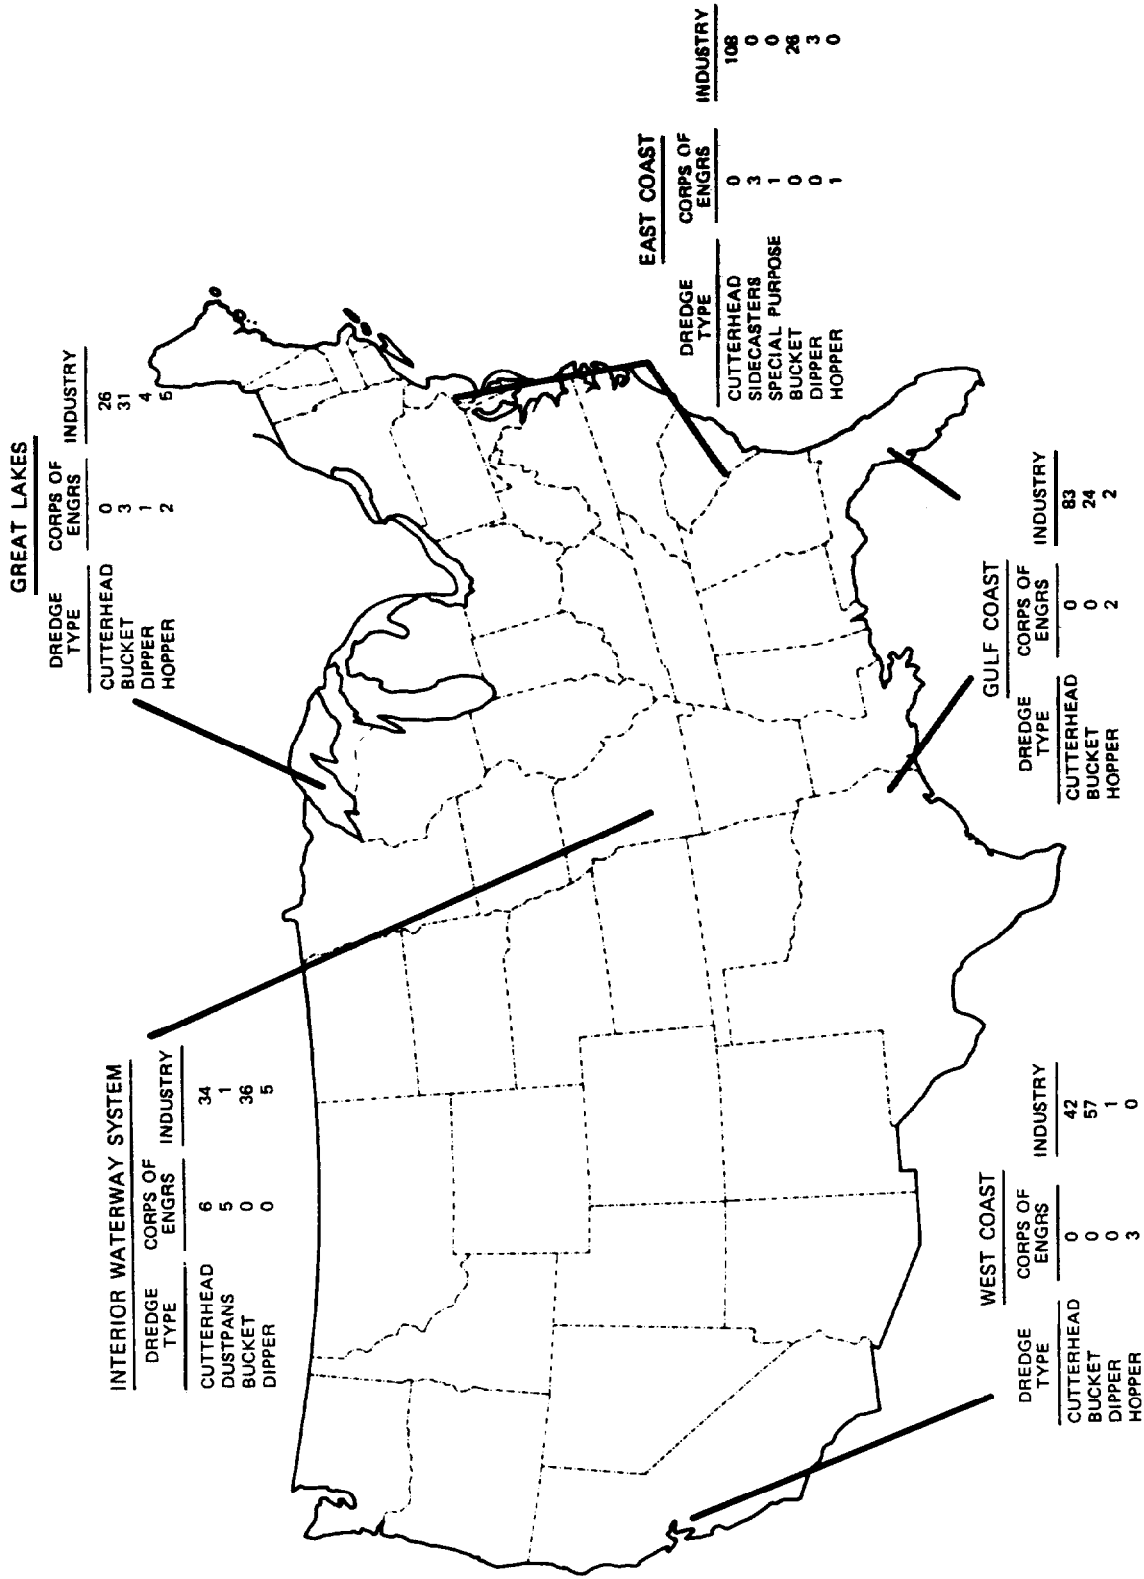 INTERIOR WATERWAY SYSTEM
DREDGE TYPE CORPS OF ENGRS INDUSTRY
CUTTERHEAD 6 34
DUSTPANS 5 1
BUCKET 0 36
DIPPER 0 5
GREAT LAKES
DREDGE TYPE CORPS OF ENGRS INDUSTRY
CUTTERHEAD 0 26
BUCKET 3 31
DIPPER 1 4
HOPPER 2 5
EAST COAST
DREDGE TYPE CORPS OF ENGRS INDUSTRY
CUTTERHEAD 0 108
SIDECASTERS 3 0
SPECIAL PURPOSE 1 0
BUCKET 0 26
DIPPER 0 3
HOPPER 1 0
WEST COAST
DREDGE TYPE CORPS OF ENGRS INDUSTRY
CUTTERHEAD 0 42
BUCKET 0 57
DIPPER 0 1
HOPPER 3 0
GULF COAST
DREDGE TYPE CORPS OF ENGRS INDUSTRY
CUTTERHEAD 0 83
BUCKET 0 24
HOPPER 2 2